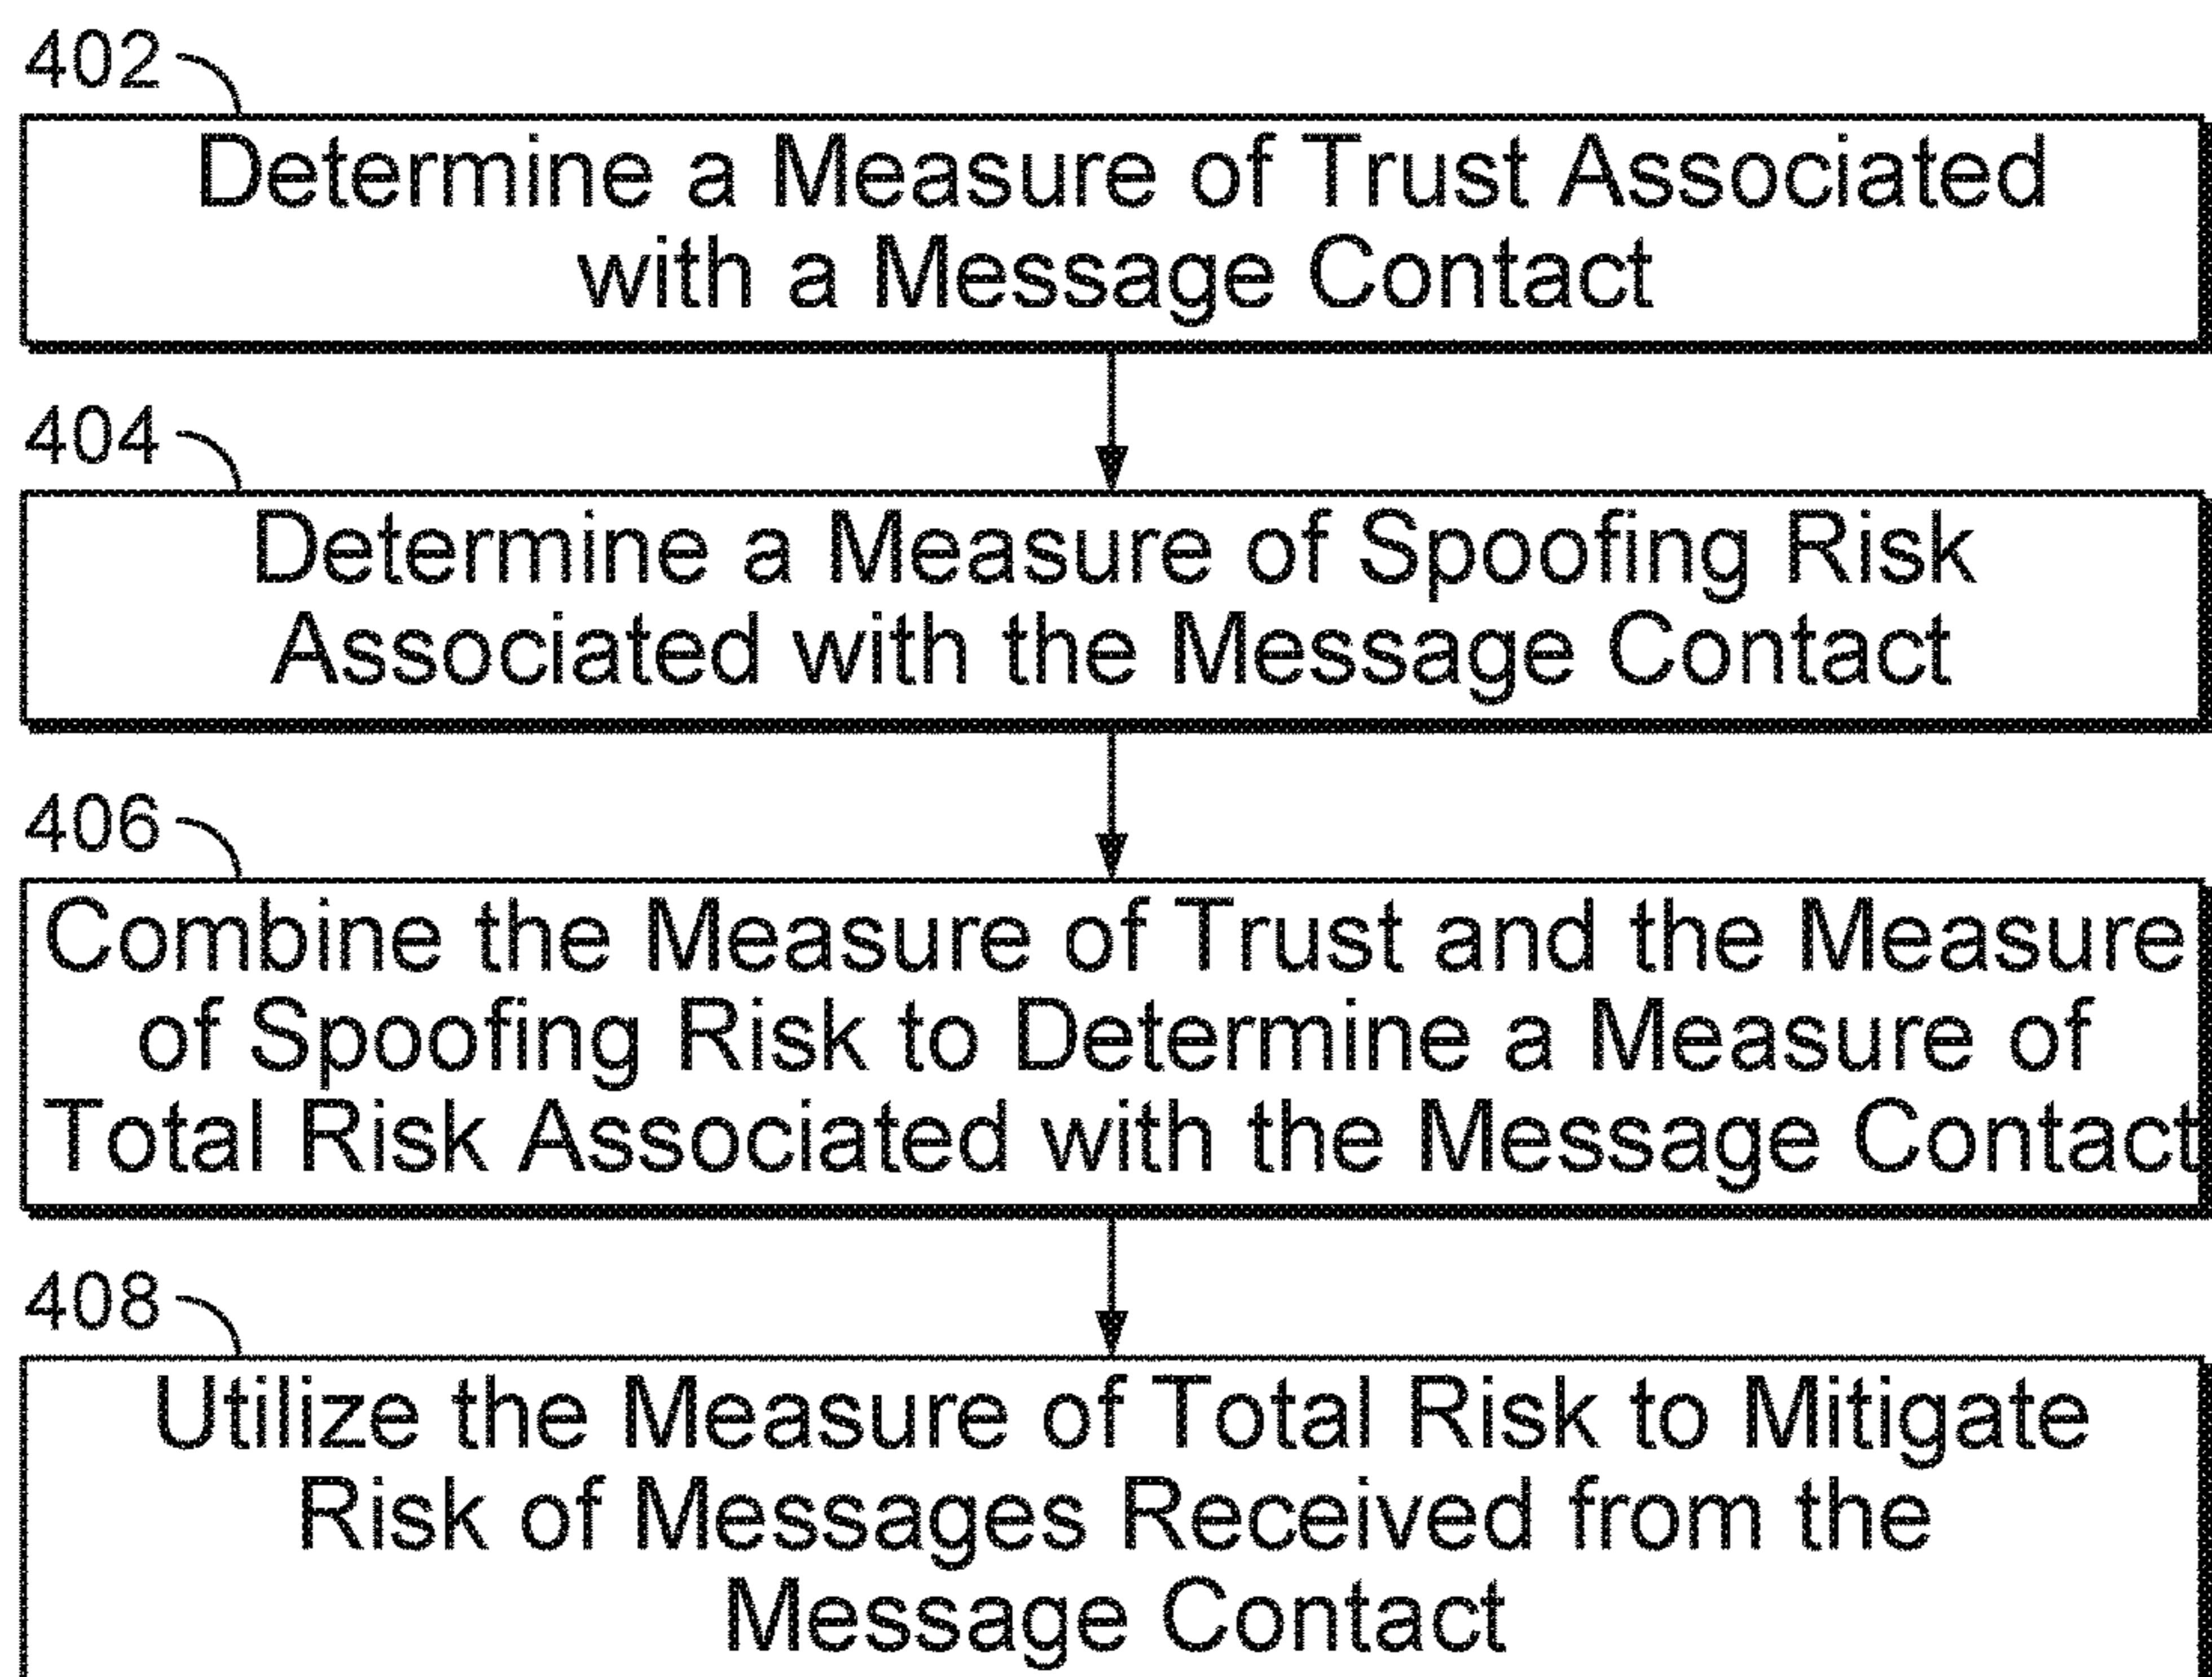 402
Determine a Measure of Trust Associated
with a Message Contact
404
Determine a Measure of Spoofing Risk
Associated with the Message Contact
406
Combine the Measure of Trust and the Measure
of Spoofing Risk to Determine a Measure of
Total Risk Associated with the Message Contact
408
Utilize the Measure of Total Risk to Mitigate
Risk of Messages Received from the
Message Contact